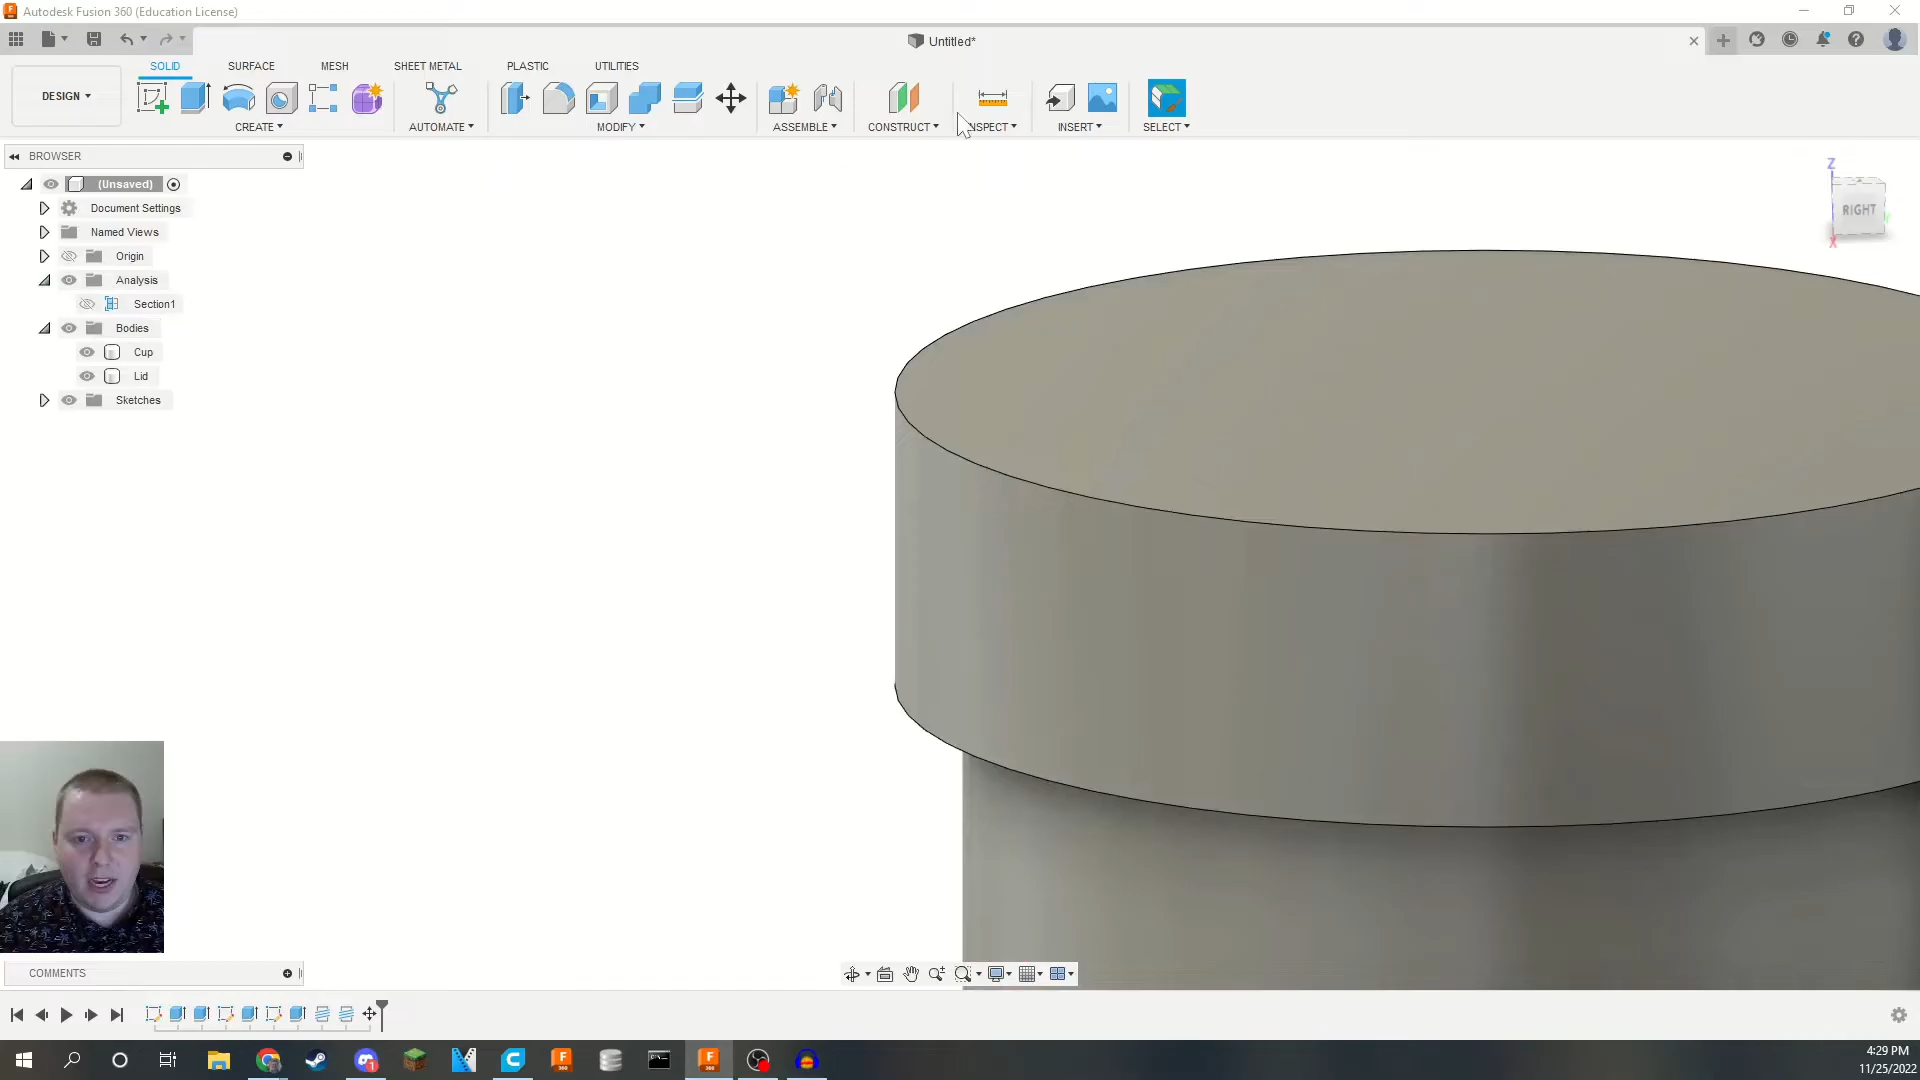 Autodesk Fusion 360 (Education License)
Untitled*
SOLID SURFACE MESH SHEET METAL PLASTIC UTILITIES
DESIGN
CREATE AUTOMATE MODIFY ASSEMBLE CONSTRUCT NSPECT INSERT SELECT
BROWSER
(Unsaved)
Document Settings
Named Views
Origin
Analysis
Section1
Bodies
Cup
Lid
Sketches
Z
RIGHT
Y
X
COMMENTS
4:29 PM
11/25/2022